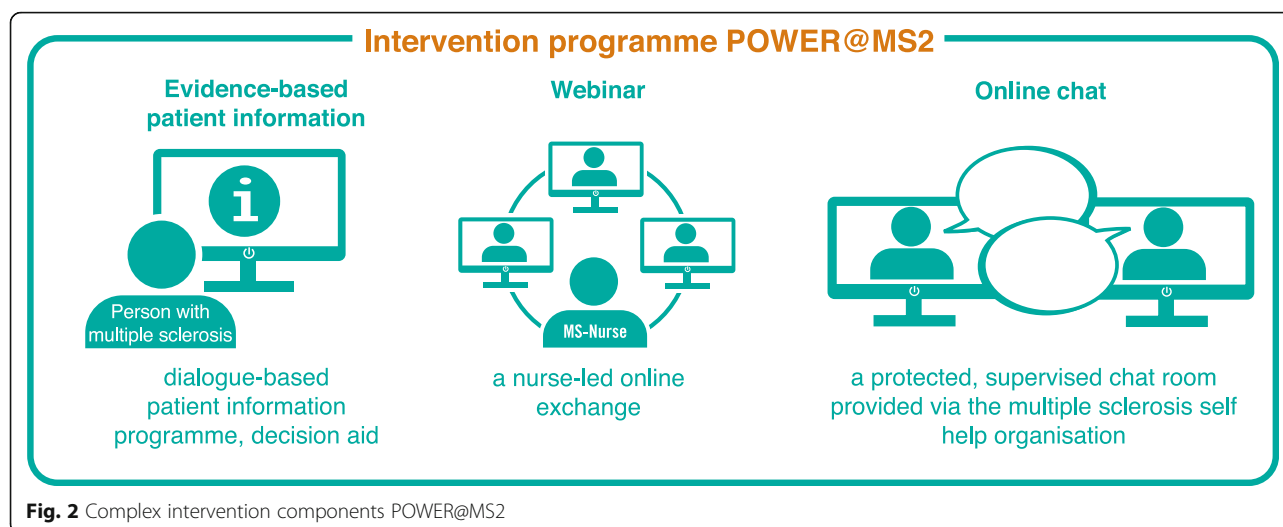 Intervention programme POWER@MS2
Evidence-based
patient information
i
Person with
multiple sclerosis
dialogue-based
patient information
programme, decision aid
Webinar
MS-Nurse
a nurse-led online
exchange
Online chat
a protected, supervised chat room
provided via the multiple sclerosis self
help organisation
Fig. 2 Complex intervention components POWER@MS2